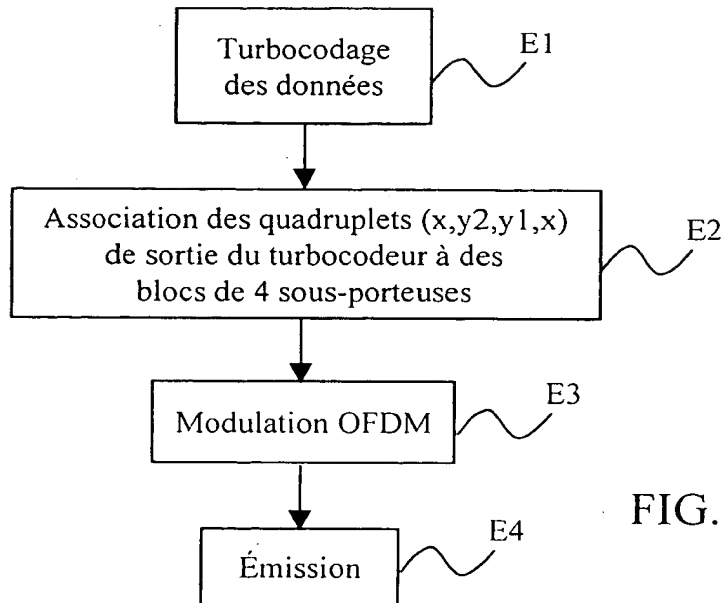 Turbocodage
des données
E1
Association des quadruplets (x,y2,y1,x)
de sortie du turbocodeur à des
blocs de 4 sous-porteuses
E2
Modulation OFDM
E3
FIG.
Émission
E4